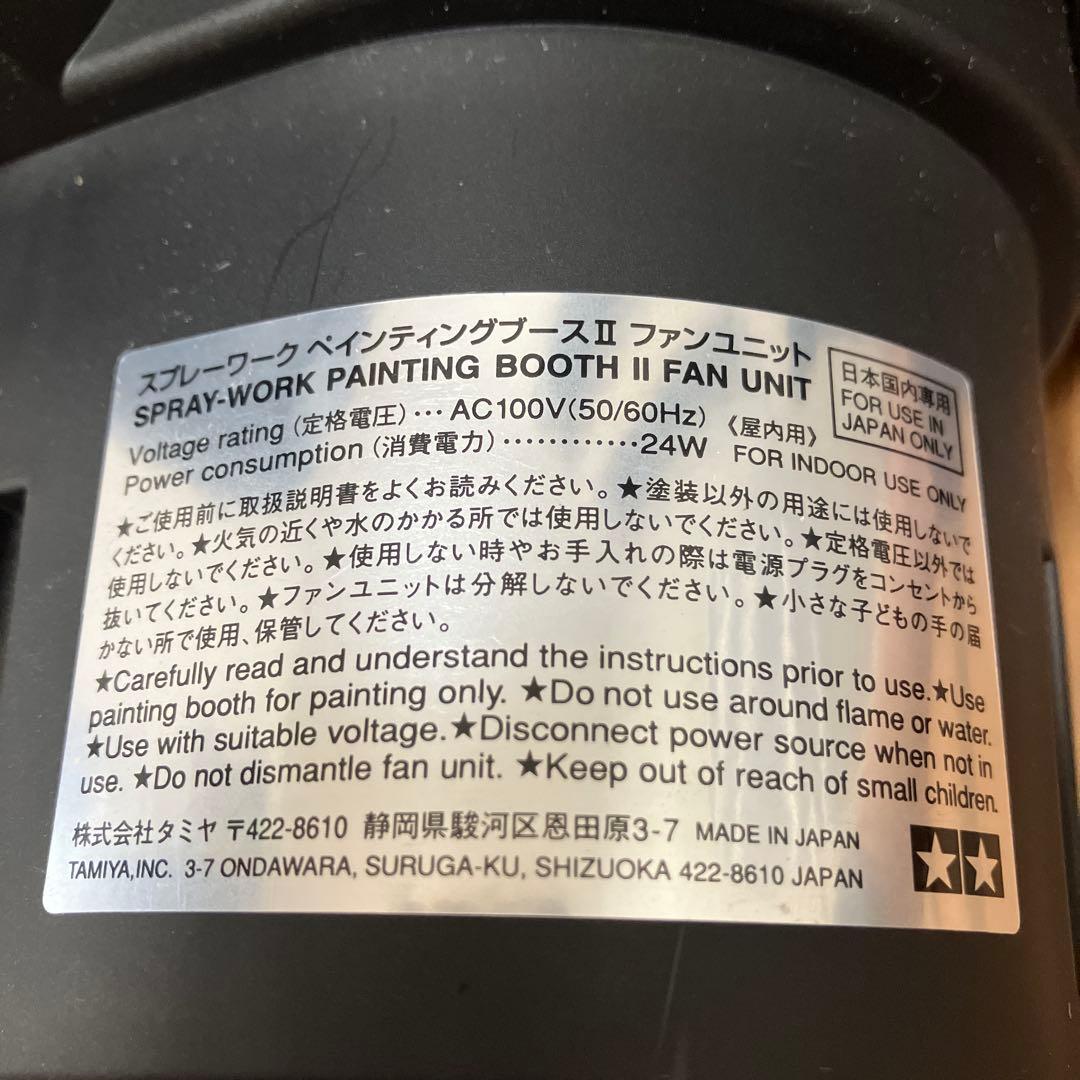 スプレーワーク ペインティングブースⅡ ファンユニット
SPRAY-WORK PAINTING BOOTH II FAN UNIT
日本国内専用
FOR USE IN
JAPAN ONLY
Voltage rating (定格電圧)… AC100V(50/60Hz) 《屋内用》
Power consumption (消費電力)…………24W FOR INDOOR USE ONLY
★ご使用前に取扱説明書をよくお読みください。★塗装以外の用途には使用しないで
ください。★火気の近くや水のかかる所では使用しないでください。★定格電圧以外では
使用しないでください。★使用しない時やお手入れの際は電源プラグをコンセントから
抜いてください。★ファンユニットは分解しないでください。★小さな子どもの手の届
かない所で使用、保管してください。
★Carefully read and understand the instructions prior to use.★Use
painting booth for painting only. ★Do not use around flame or water.
★Use with suitable voltage.★Disconnect power source when not in
use. ★Do not dismantle fan unit. ★Keep out of reach of small children.
株式会社タミヤ 〒422-8610 静岡県駿河区恩田原3-7 MADE IN JAPAN
TAMIYA,INC. 3-7 ONDAWARA, SURUGA-KU, SHIZUOKA 422-8610 JAPAN